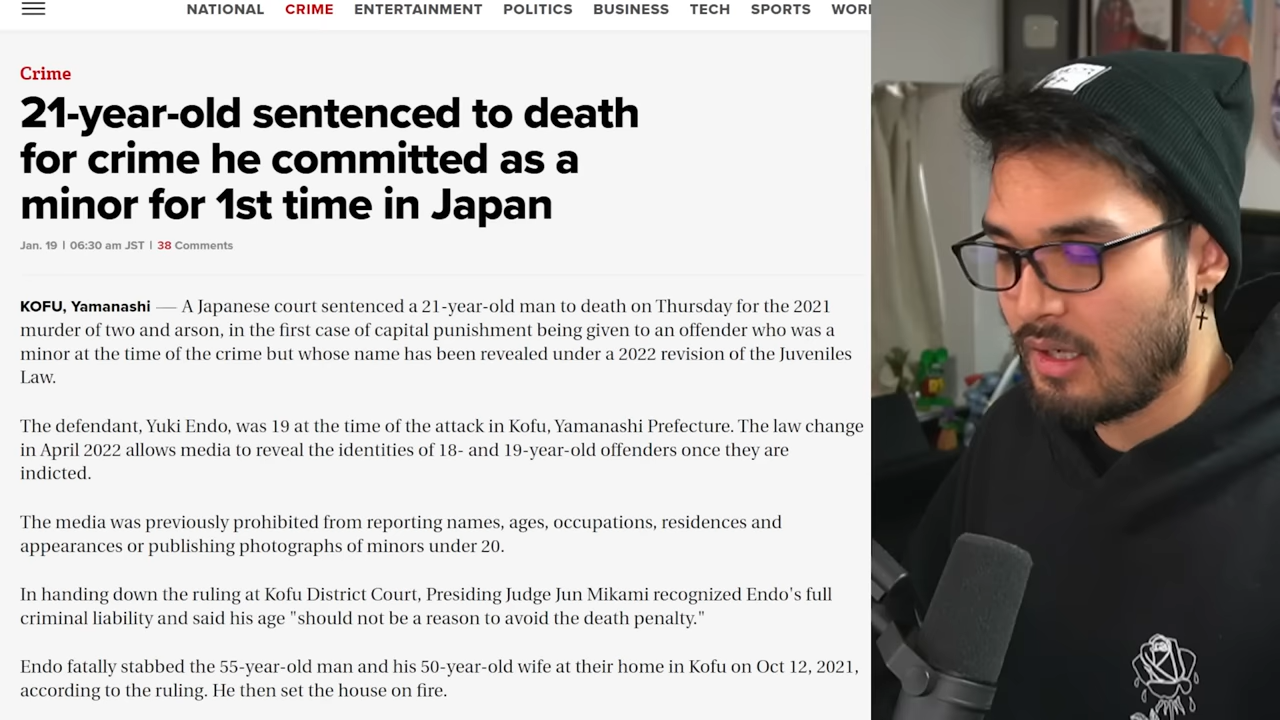 NATIONAL CRIME ENTERTAINMENT POLITICS BUSINESS TECH SPORTS
Crime
21-year-old sentenced to death
for crime he committed as a
minor for 1st time in Japan
Jan. 19 | 06:30 am JST | 38 Comments
KOFU, Yamanashi — A Japanese court sentenced a 21-year-old man to death on Thursday for the 2021
murder of two and arson, in the first case of capital punishment being given to an offender who was a
minor at the time of the crime but whose name has been revealed under a 2022 revision of the Juveniles
Law.
The defendant, Yuki Endo, was 19 at the time of the attack in Kofu, Yamanashi Prefecture. The law change
in April 2022 allows media to reveal the identities of 18- and 19-year-old offenders once they are
indicted.
The media was previously prohibited from reporting names, ages, occupations, residences and
appearances or publishing photographs of minors under 20.
In handing down the ruling at Kofu District Court, Presiding Judge Jun Mikami recognized Endo's full
criminal liability and said his age "should not be a reason to avoid the death penalty."
Endo fatally stabbed the 55-year-old man and his 50-year-old wife at their home in Kofu on Oct 12, 2021,
according to the ruling. He then set the house on fire.